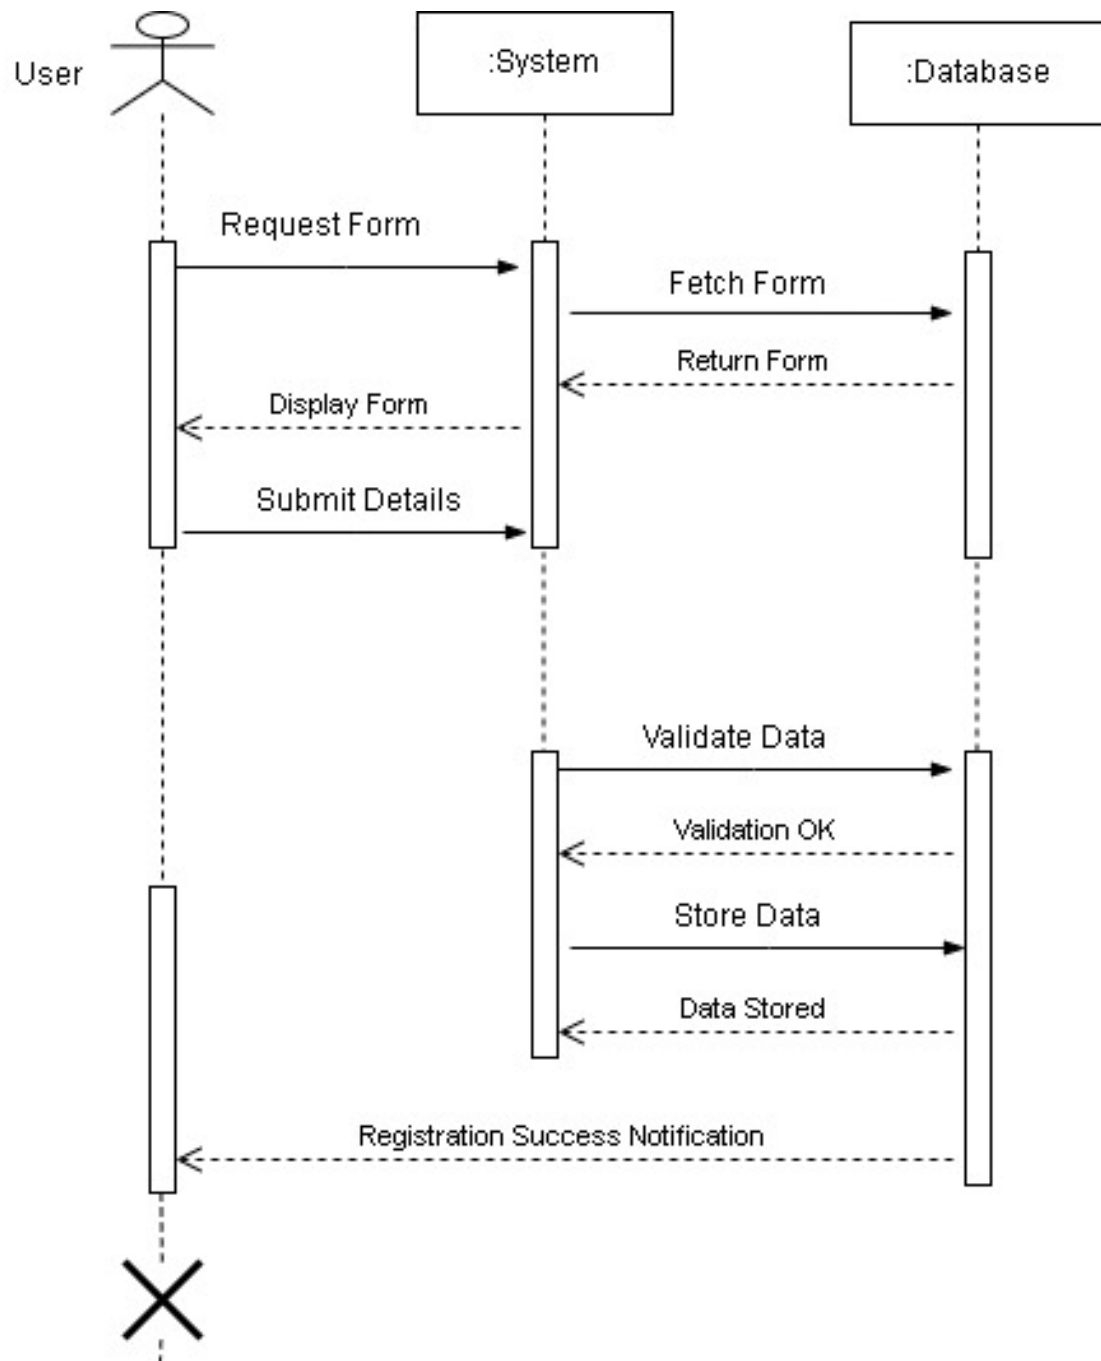 User
:System
:Database
Request Form
Fetch Form
Return Form
Display Form
Submit Details
Validate Data
Validation OK
Store Data
Data Stored
Registration Success Notification